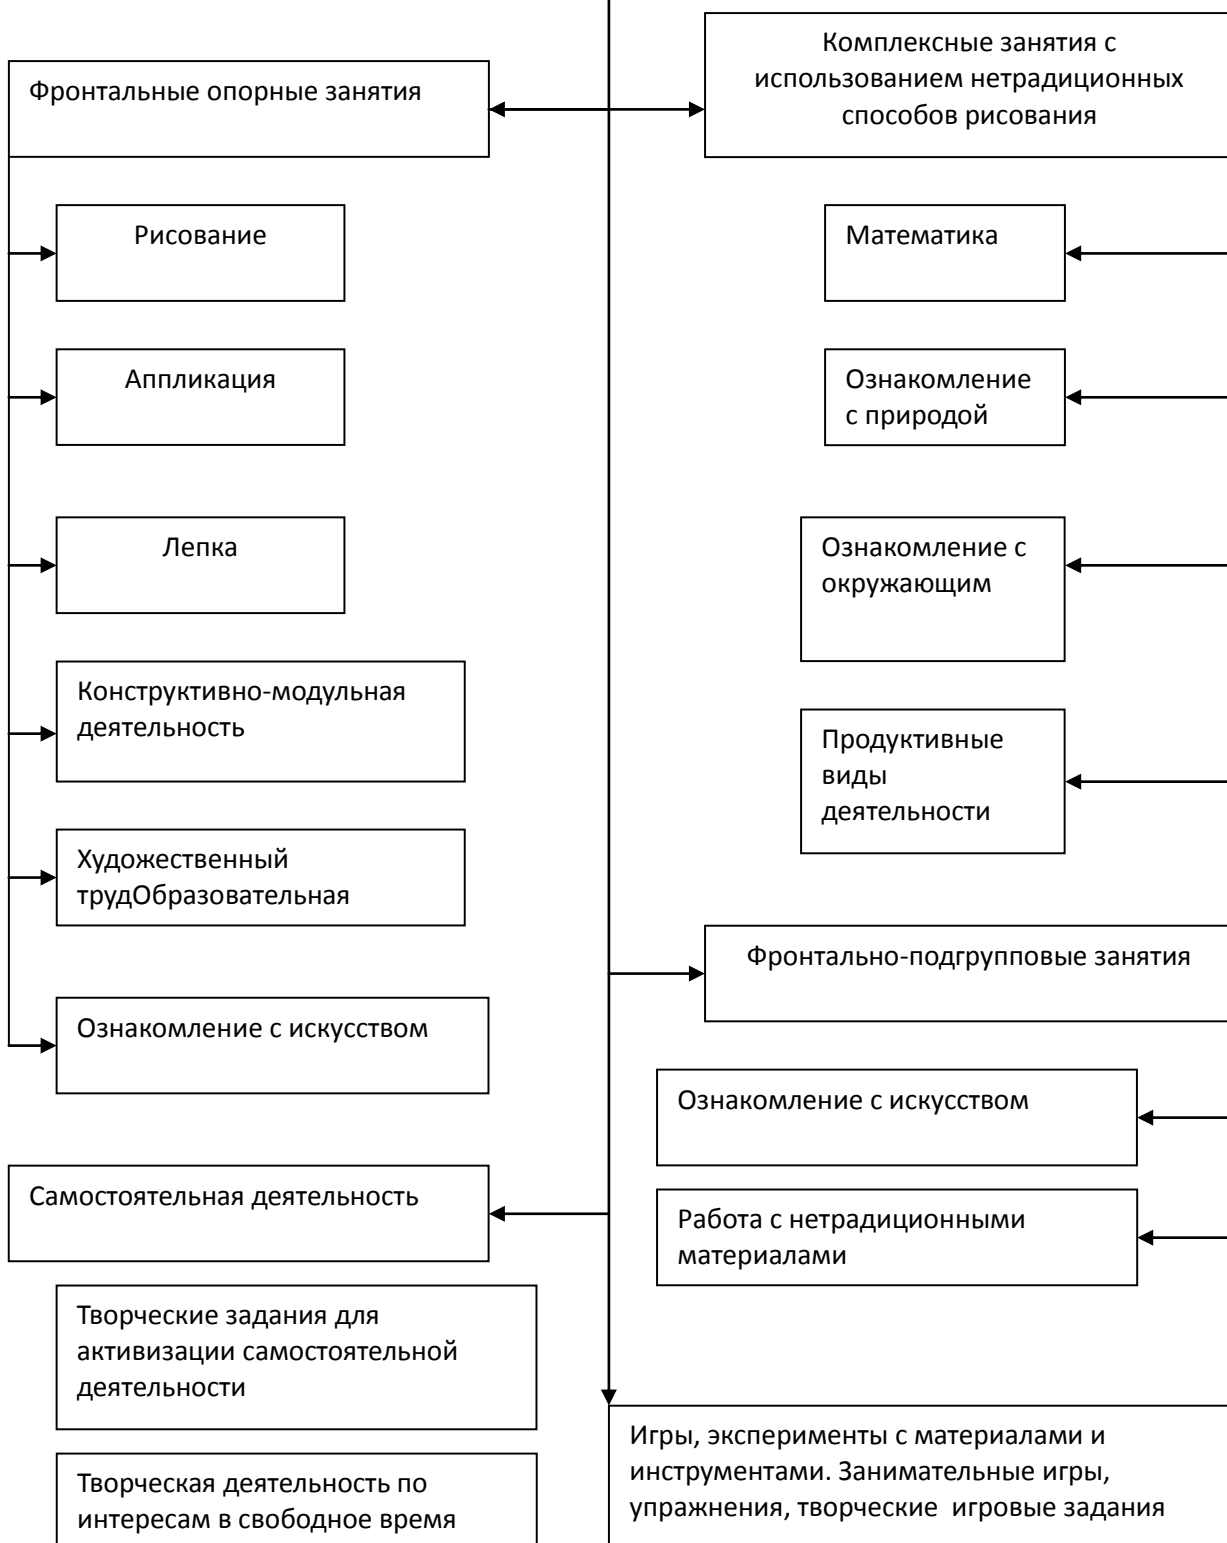 Комплексные занятия с
использованием нетрадиционных
способов рисования
Фронтальные опорные занятия
Рисование
Математика
Аппликация
Ознакомление
с природой
Лепка
Ознакомление с
окружающим
Конструктивно-модульная
деятельность
Продуктивные
виды
деятельности
Художественный
трудОбразовательная
Фронтально-подгрупповые занятия
Ознакомление с искусством
Ознакомление с искусством
Самостоятельная деятельность
Работа с нетрадиционными
материалами
Творческие задания для
активизации самостоятельной
деятельности
Игры, эксперименты с материалами и
инструментами. Занимательные игры,
упражнения, творческие игровые задания
Творческая деятельность по
интересам в свободное время